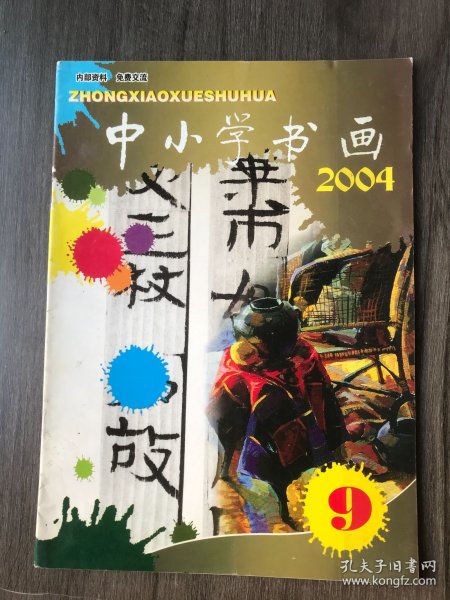 内部资料 免费交流
ZHONGXIAOXUESHUHUA
中小学书画
2004
9
孔夫子旧书网
www.kongfz.com